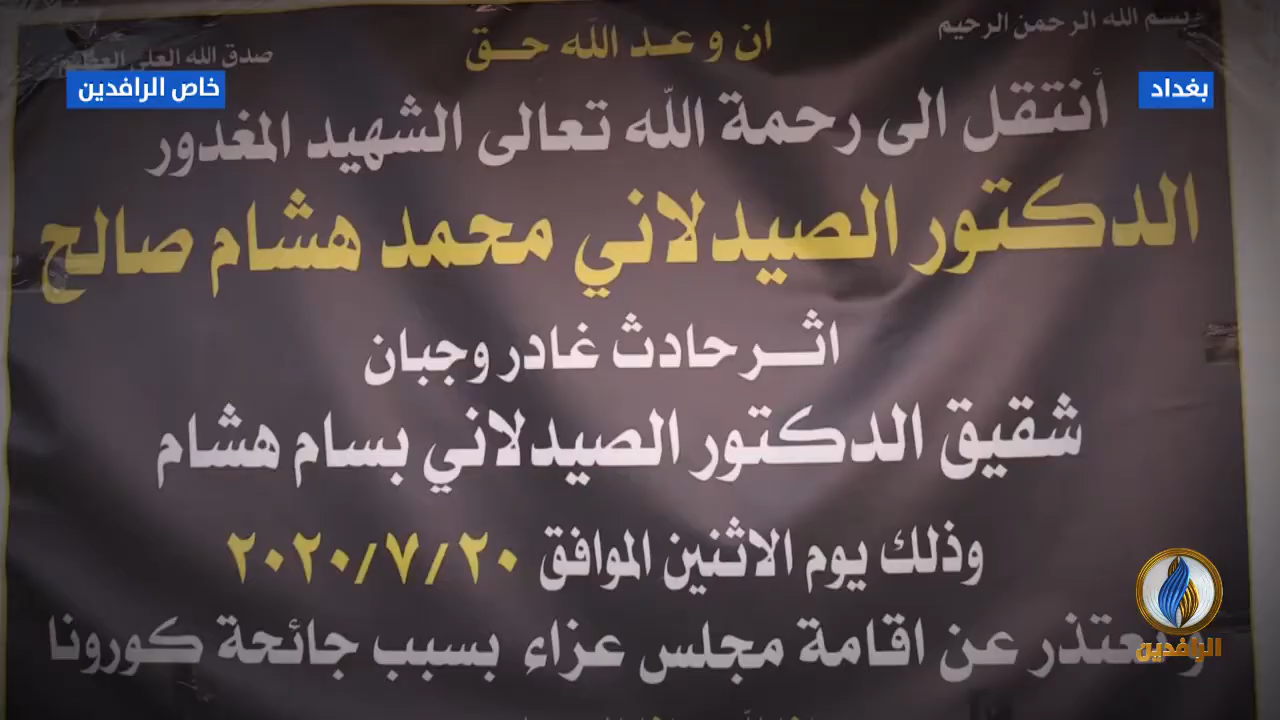 بسم الله الرحمن الرحيم
ان وعد الله حق
صدق الله العلي العظيم
بغداد
خاص الرافدين
أنتقل الى رحمة الله تعالى الشهيد المغدور
الدكتور الصيدلاني محمد هشام صالح
اثر حادث غادر وجبان
شقيق الدكتور الصيدلاني بسام هشام
وذلك يوم الاثنين الموافق ٢٠٢٠/٧/٢٠
ونعتذر عن اقامة مجلس عزاء بسبب جائحة كورونا
الرافدين